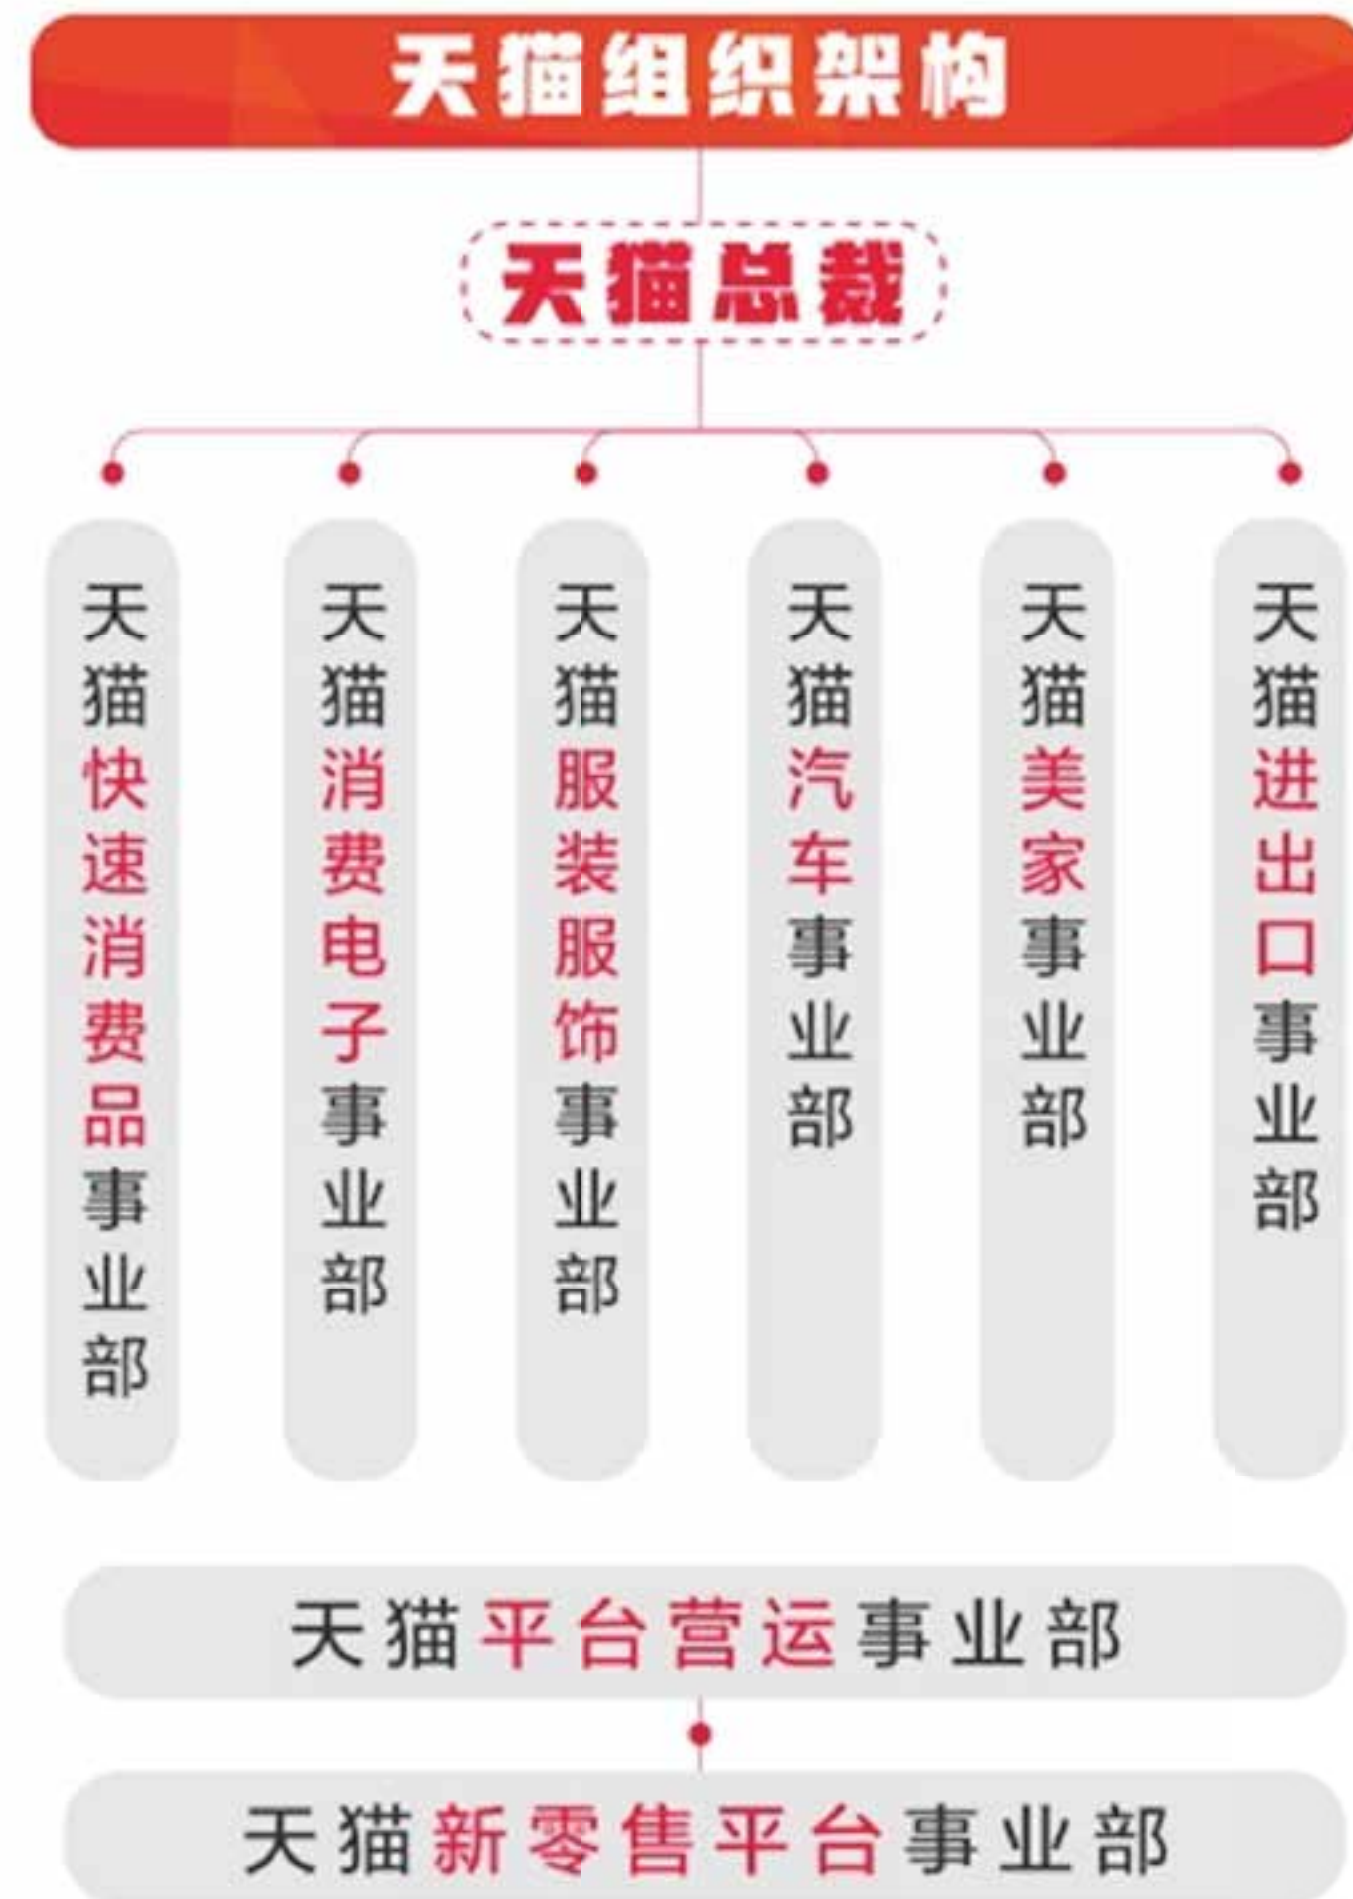 天猫组织架构
天猫总裁
天猫快速消费品事业部
天猫消费电子事业部
天猫服装服饰事业部
天猫汽车事业部
天猫美家事业部
天猫进出口事业部
天猫平台营运事业部
天猫新零售平台事业部